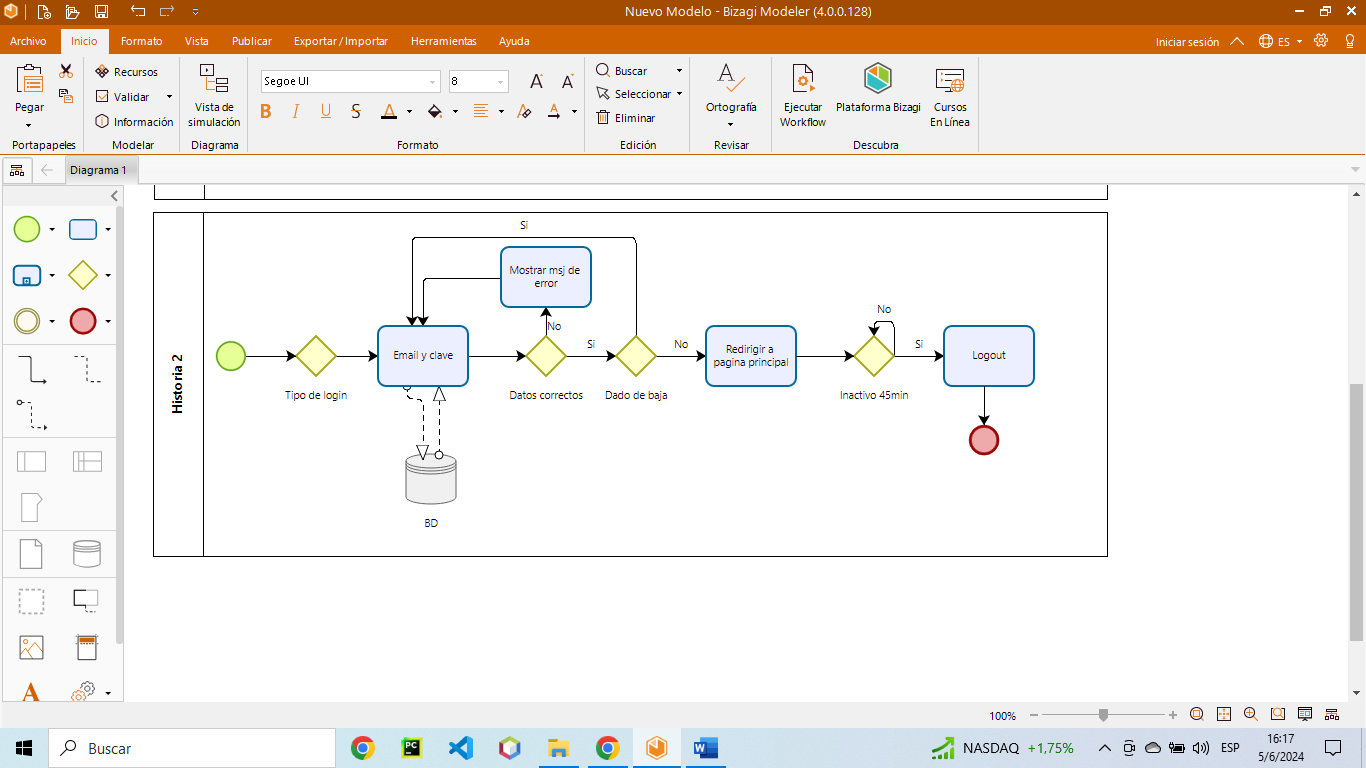 Nuevo Modelo - Bizagi Modeler (4.0.0.128)
Archivo Inicio Formato Vista Publicar Exportar / Importar Herramientas Ayuda Iniciar sesión ES
Pegar
Portapapeles
Recursos
Validar
Información
Modelar
Vista de
simulación
Diagrama
Segoe UI 8
B I U S A A A A
Formato
Buscar
Seleccionar
Eliminar
Edición
Ortografía
Revisar
Ejecutar
Workflow
Plataforma Bizagi
Cursos
En Línea
Descubra
Diagrama 1
Historia 2
Si
Mostrar msj de
error
No
Email y clave
Si
No
Redirigir a
pagina principal
No
Si
Logout
Tipo de login
Datos correctos
Dado de baja
Inactivo 45min
BD
A
100%
Buscar
PC
W
NASDAQ +1,75%
ESP
16:17
5/6/2024